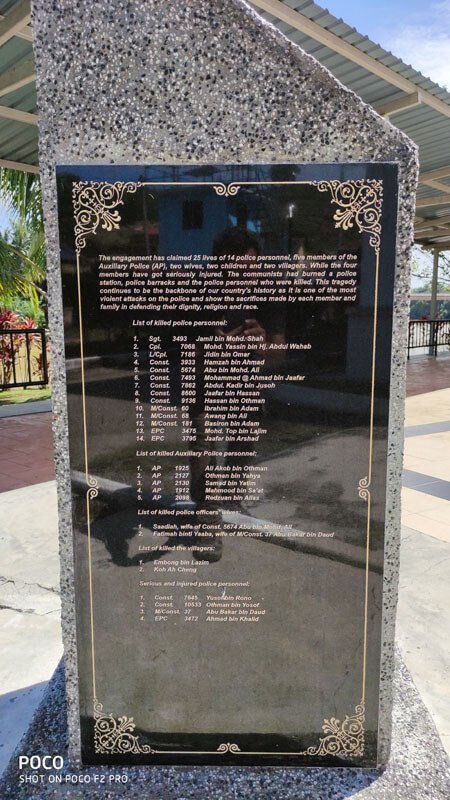 The engagement has claimed 25 lives of 14 police personnel, five members of the
Auxiliary Police (AP), two wives, two children and two villagers. While the four
members have got seriously injured. The communists had burned a police
station, police barracks and the police personnel who were killed. This tragedy
continues to be the backbone of our country's history as it is one of the most
violent attacks on the police and show the sacrifices made by each member and
family in defending their dignity, religion and race.
List of killed police personnel:
1. Sgt. 3493 Jamil bin Mohd. Shah
2. Cpl. 7068 Mohd. Yassin bin Hj. Abdul Wahab
3. L/Cpl. 7186 Jidin bin Omar
4. Const. 3933 Hamzah bin Ahmad
5. Const. 5674 Abu bin Mohd. Ali
6. Const. 7493 Mohammed @ Ahmad bin Jaafar
7. Const. 7862 Abdul. Kadir bin Jusoh
8. Const. 8600 Jaafar bin Hassan
9. Const. 9136 Hassan bin Othman
10. M/Const. 60 Ibrahim bin Adam
11. M/Const. 68 Awang bin Ali
12. M/Const. 181 Basiron bin Adam
13. EPC 3475 Mohd. Top bin Lajim
14. EPC 3795 Jaafar bin Arshad
List of killed Auxiliary Police personnel:
1. AP 1925 Ali Akob bin Othman
2. AP 2127 Othman bin Yahya
3. AP 2130 Samad bin Yatim
4. AP 1912 Mahmood bin Sa'at
5. AP 2098 Redzuan bin Alias
List of killed police officers' wives:
1. Saadiah, wife of Const. 5674 Abu bin Mohd. Ali
2. Fatimah binti Yaaba, wife of M/Const. 37 Abu Bakar bin Daud
List of killed the villagers:
1. Embong bin Lazim
2. Koh Ah Cheng
Serious and injured police personnel:
1. Const. 7645 Yusof bin Rono
2. Const. 10533 Othman bin Yosof
3. M/Const. 37 Abu Bakar bin Daud
4. EPC 3472 Ahmad bin Khalid
POCO
SHOT ON POCO F2 PRO